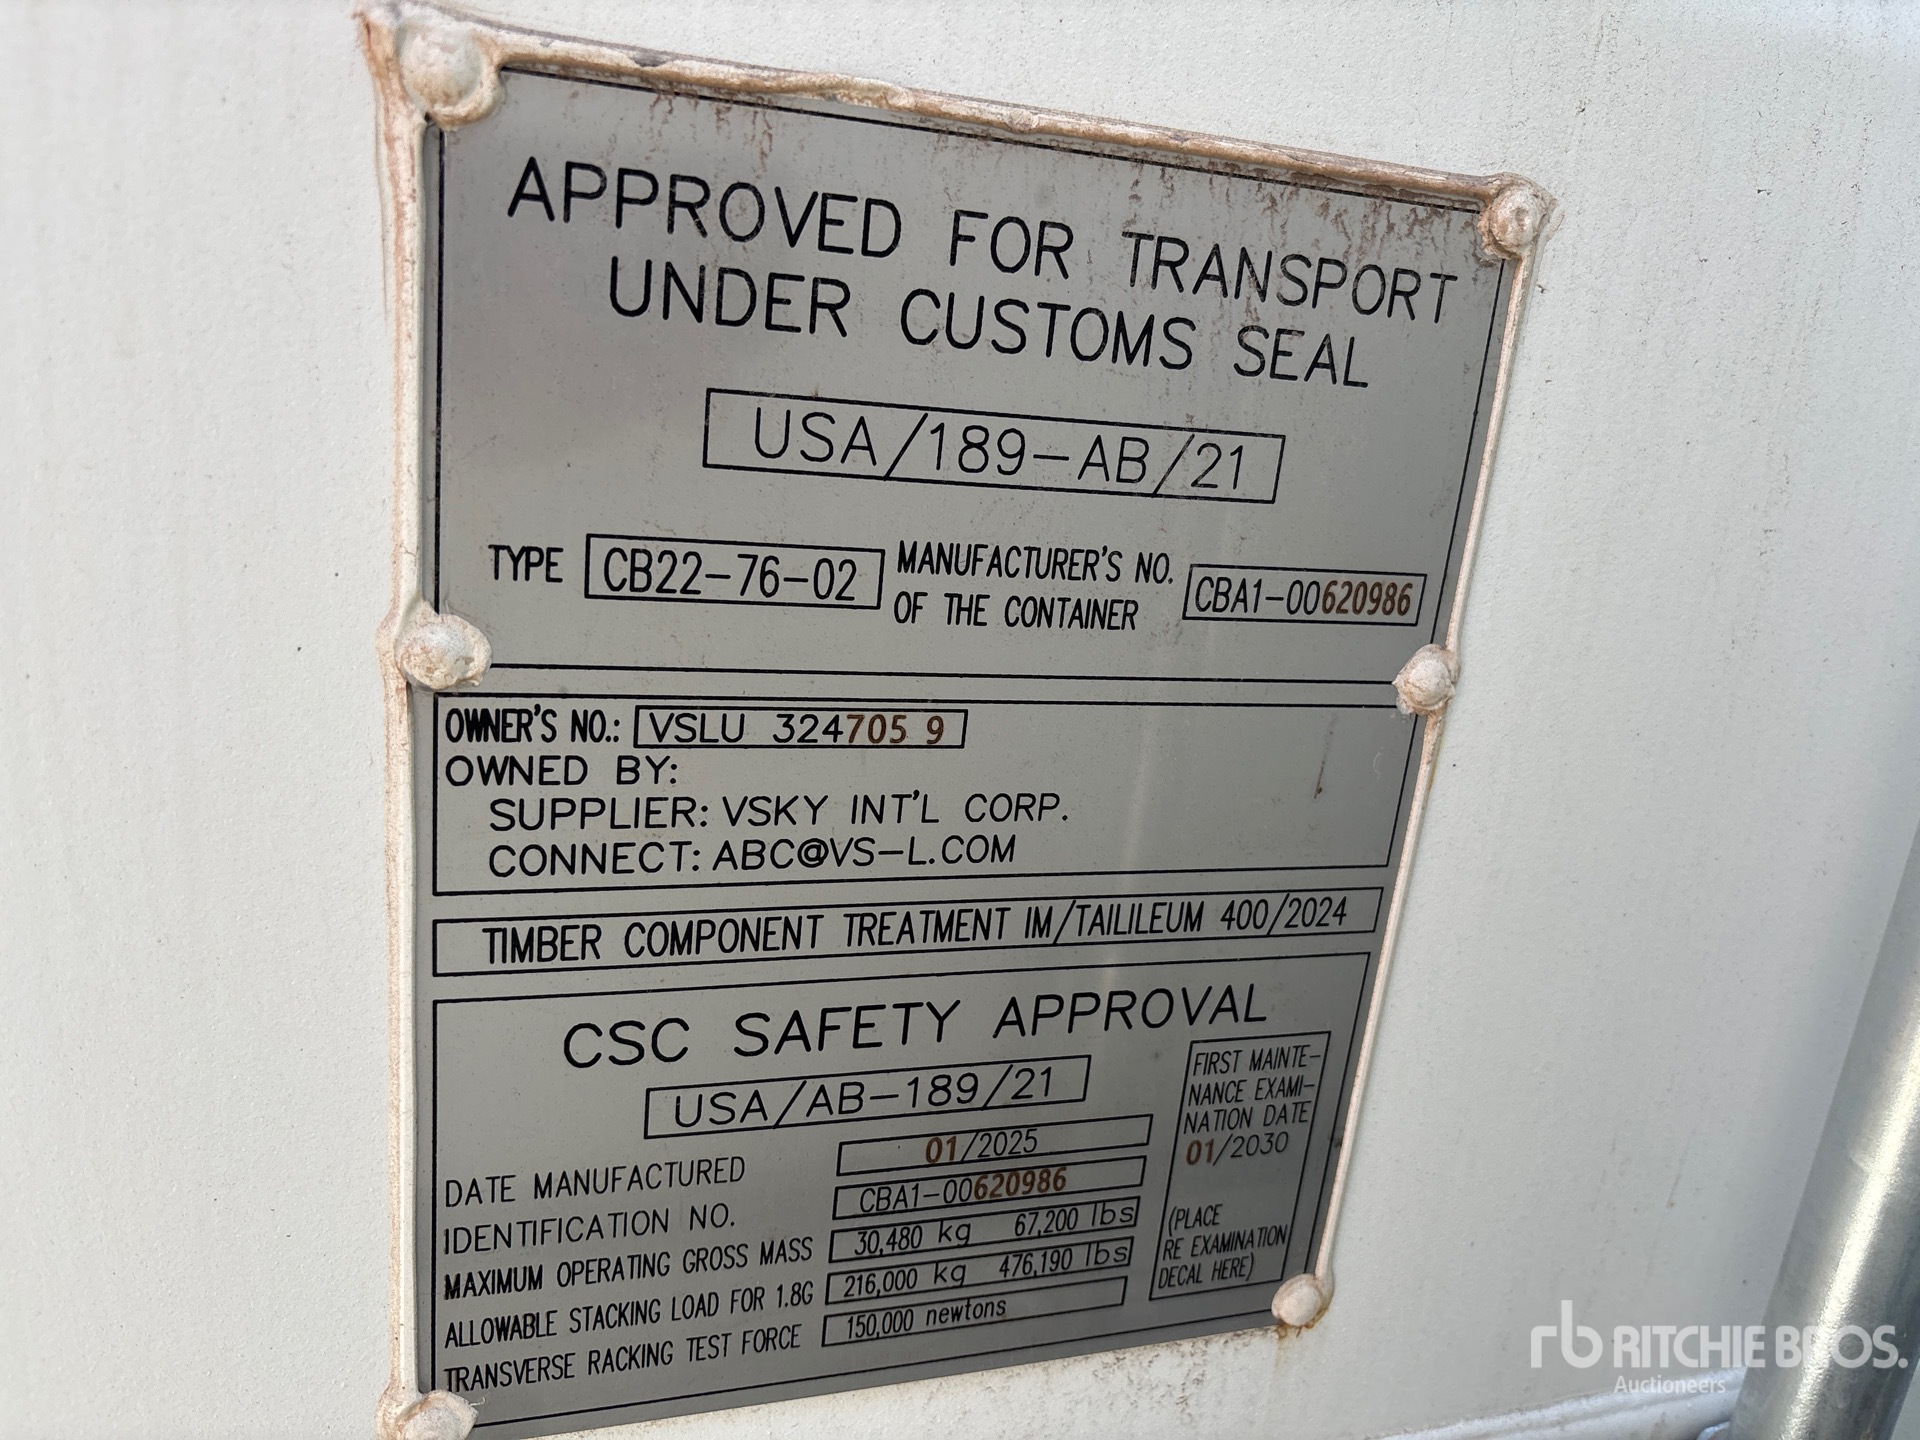 APPROVED FOR TRANSPORT
UNDER CUSTOMS SEAL
USA/189-AB/21
TYPE CB22-76-02 MANUFACTURER'S NO. OF THE CONTAINER CBA1-00620986
OWNER'S NO.: VSLU 324705 9
OWNED BY:
SUPPLIER: VSKY INT'L CORP.
CONNECT: ABC@VS-L.COM
TIMBER COMPONENT TREATMENT IM/TAILILEUM 400/2024
CSC SAFETY APPROVAL
USA/AB-189/21
DATE MANUFACTURED 01/2025
IDENTIFICATION NO. CBA1-00620986
MAXIMUM OPERATING GROSS MASS 30,480 kg 67,200 lbs
ALLOWABLE STACKING LOAD FOR 1.8G 216,000 kg 476,190 lbs
TRANSVERSE RACKING TEST FORCE 150,000 newtons
FIRST MAINTE-
NANCE EXAMI-
NATION DATE
01/2030
(PLACE
RE EXAMINATION
DECAL HERE)
rb RITCHIE BROS.
Auctioneers